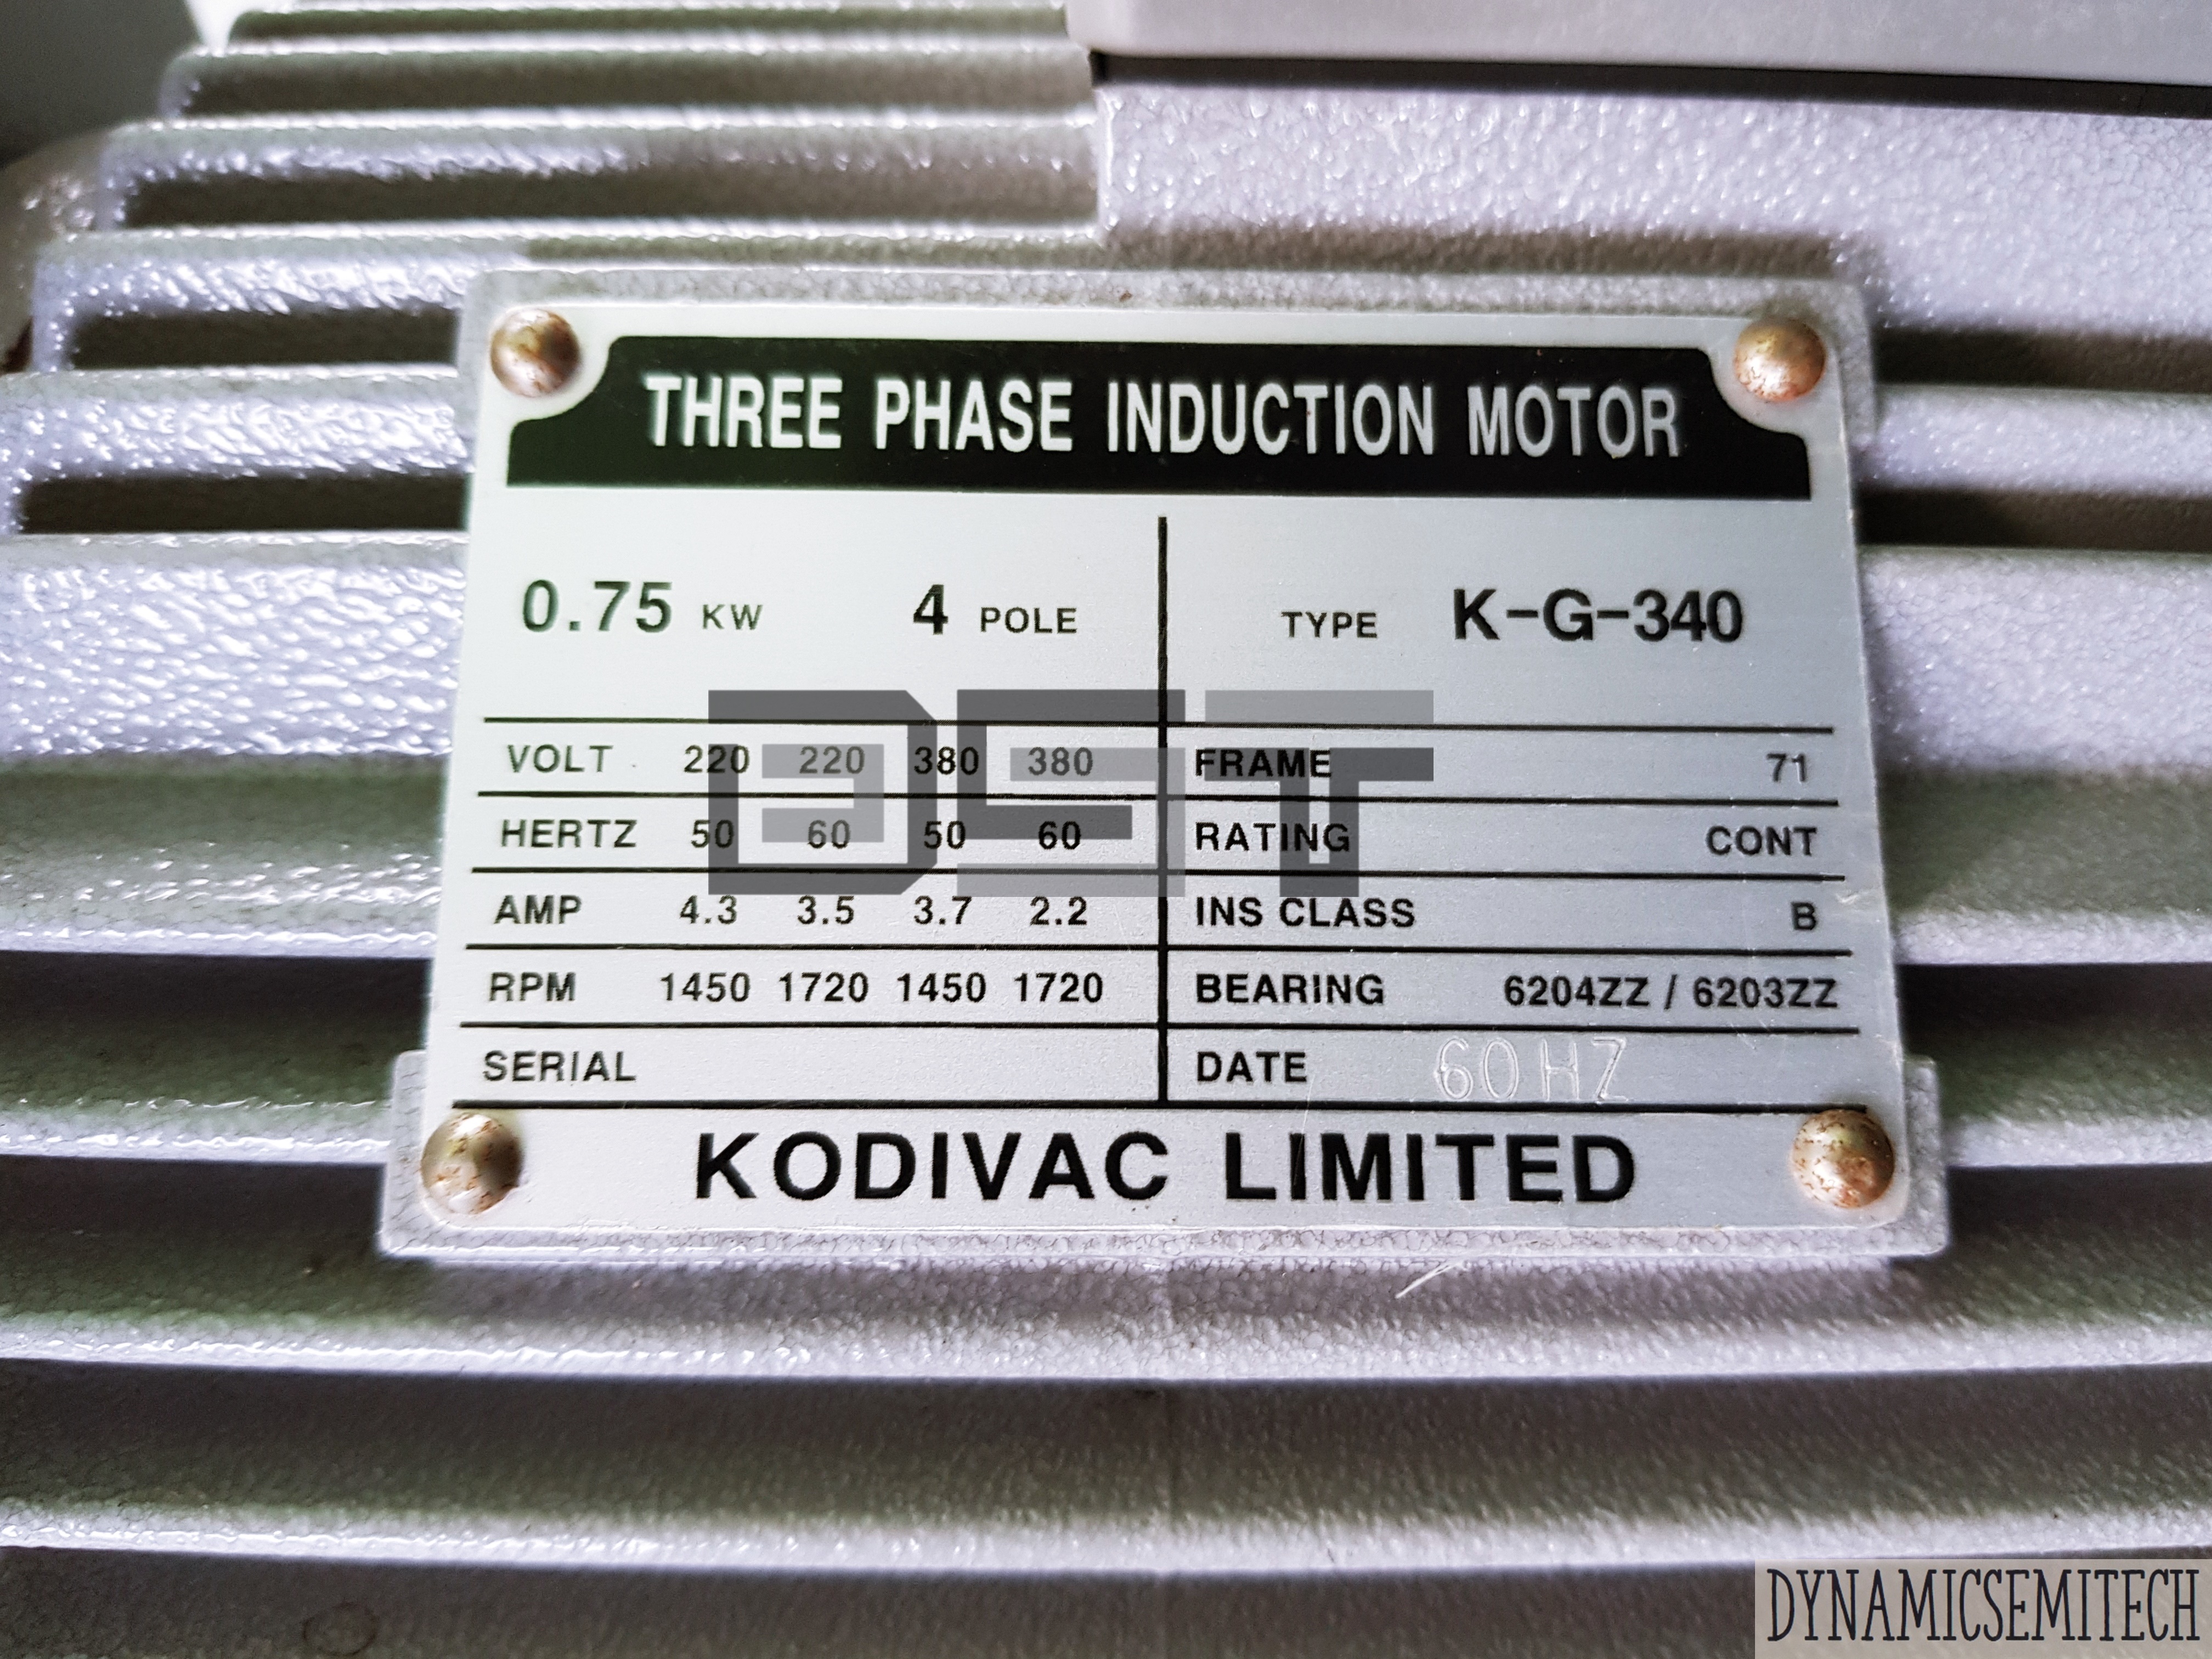 THREE PHASE INDUCTION MOTOR
0.75 KW 4 POLE TYPE K-G-340
VOLT 220 220 380 380 FRAME 71
HERTZ 50 60 50 60 RATING CONT
AMP 4.3 3.5 3.7 2.2 INS CLASS B
RPM 1450 1720 1450 1720 BEARING 6204ZZ / 6203ZZ
SERIAL DATE 60HZ
KODIVAC LIMITED
DST
DYNAMICSEMITECH